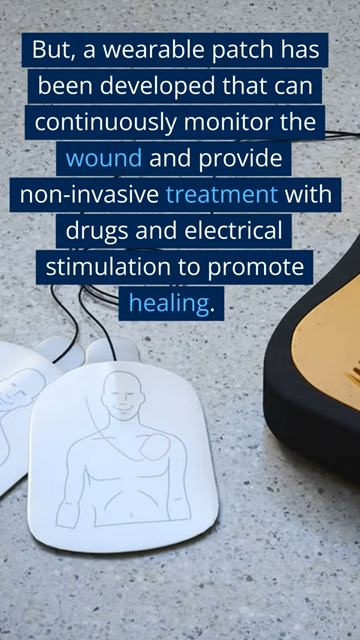 But, a wearable patch has
been developed that can
continuously monitor the
wound and provide
non-invasive treatment with
drugs and electrical
stimulation to promote
healing.